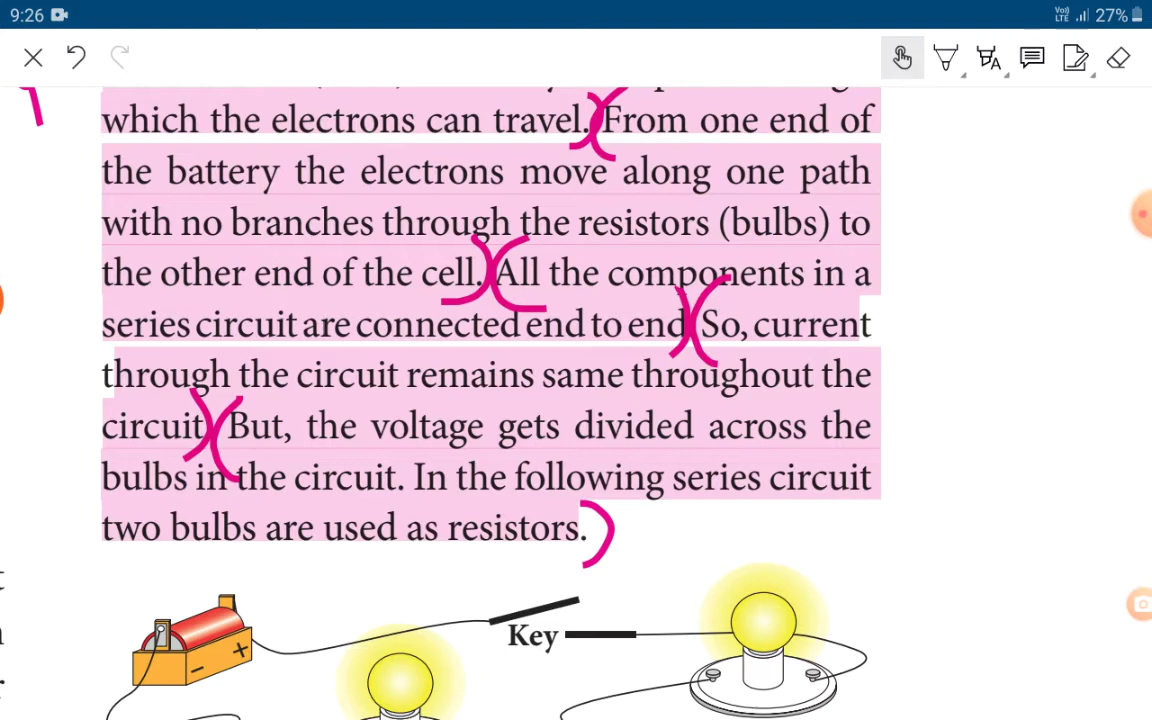 9:26
Vo) LTE 27%
which the electrons can travel. From one end of
the battery the electrons move along one path
with no branches through the resistors (bulbs) to
the other end of the cell. All the components in a
series circuit are connected end to end So, current
through the circuit remains same throughout the
circuit But, the voltage gets divided across the
bulbs in the circuit. In the following series circuit
two bulbs are used as resistors.
Key
- +